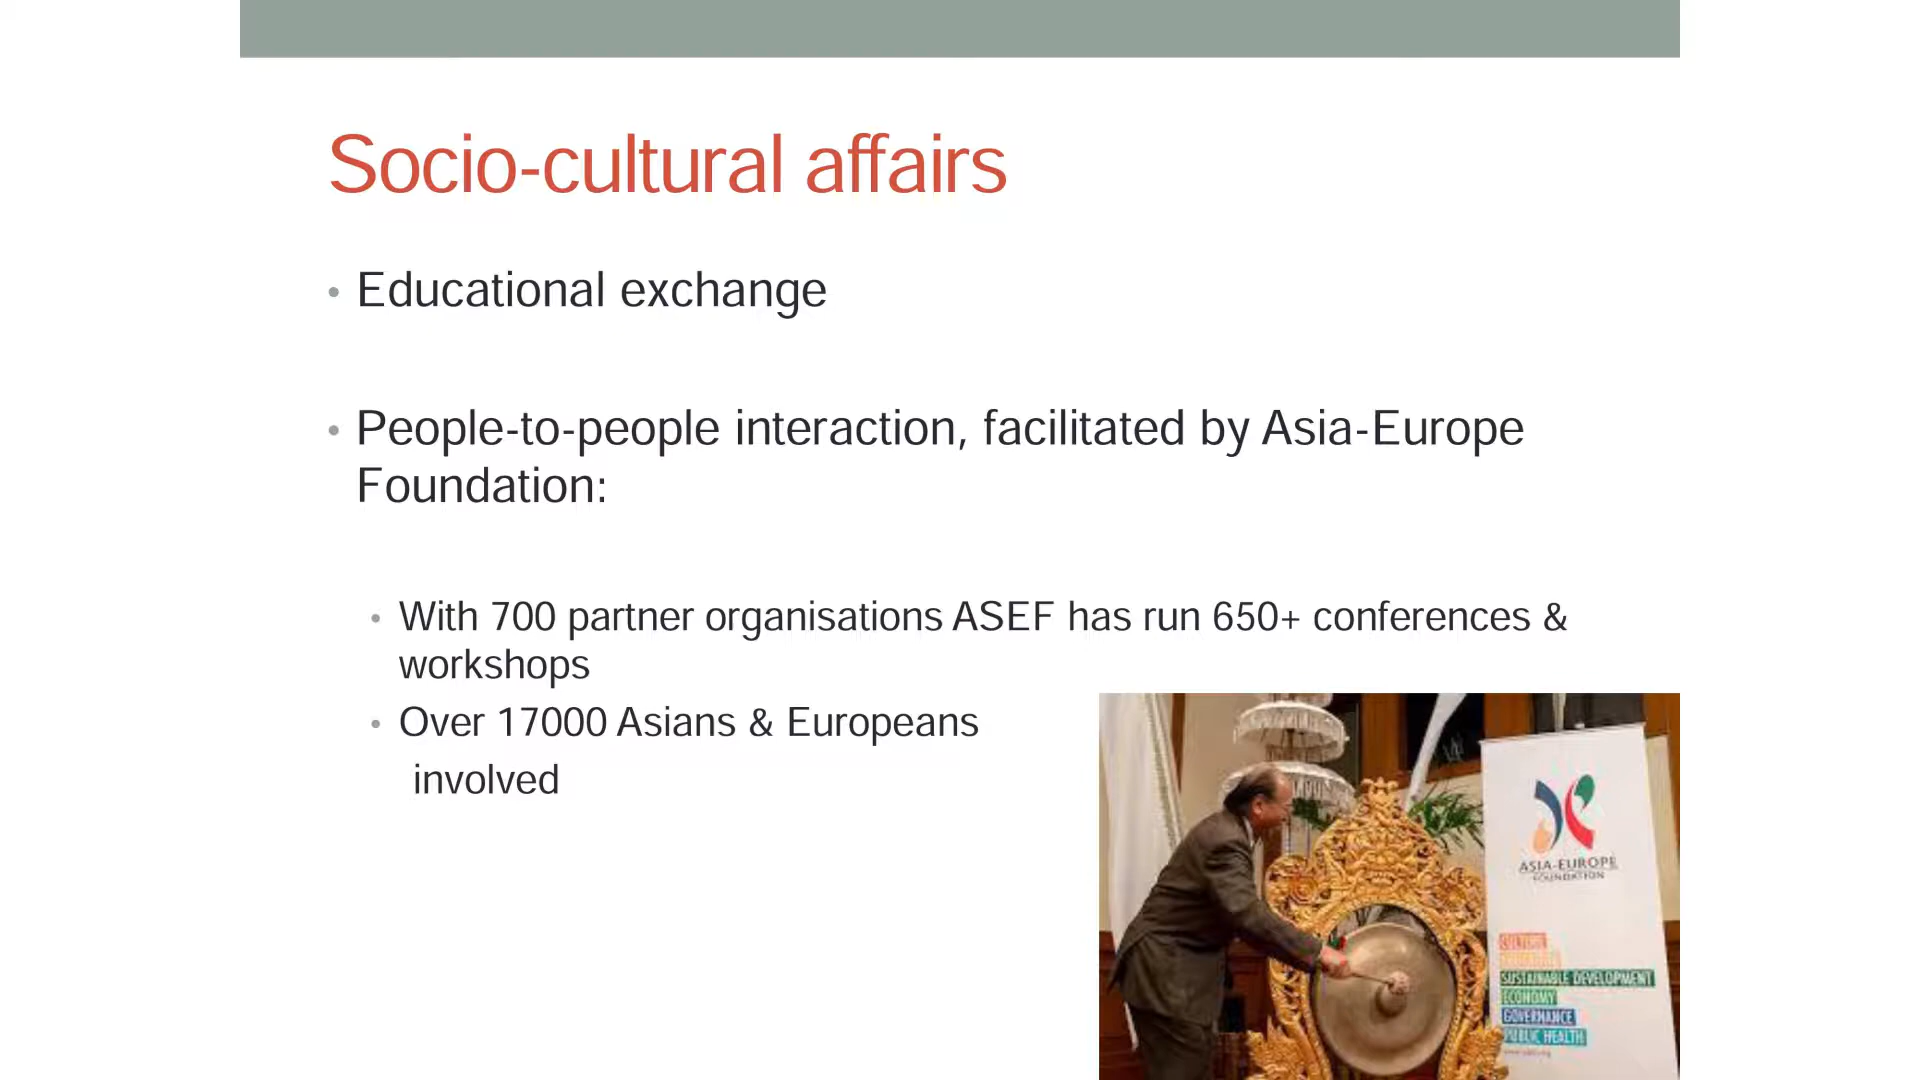 Socio-cultural affairs
• Educational exchange
• People-to-people interaction, facilitated by Asia-Europe
Foundation:
• With 700 partner organisations ASEF has run 650+ conferences &
workshops
• Over 17000 Asians & Europeans
involved
ASIA-EUROPE
FOUNDATION
CULTURE
SUSTAINABLE DEVELOPMENT
ECONOMY
GOVERNANCE
PUBLIC HEALTH